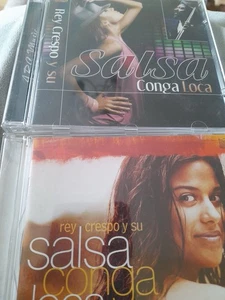 Rey Crespo y su
Salsa
Conga Loca
rey crespo y su
salsa
conga
loca